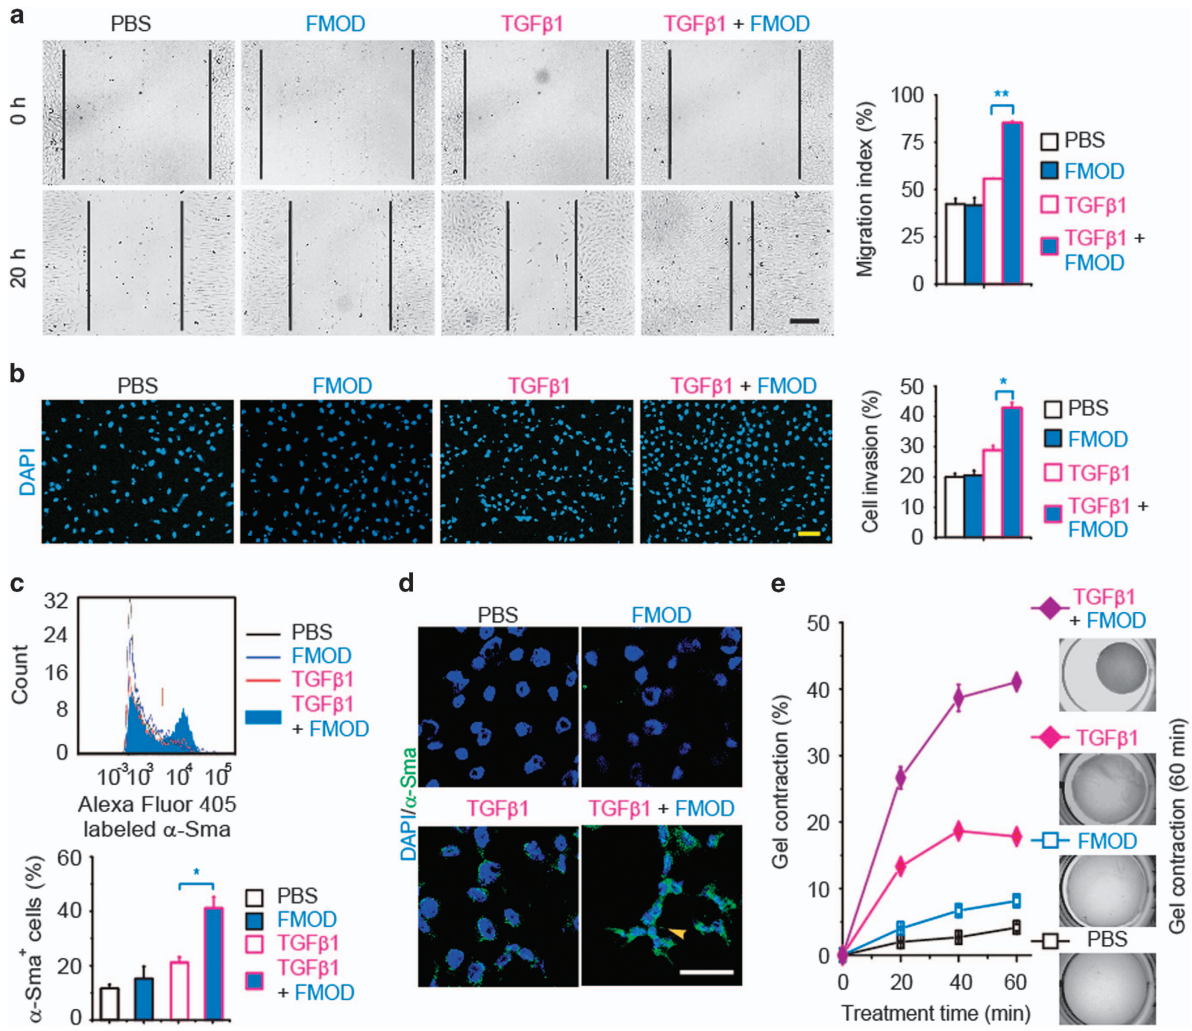 a
PBS FMOD TGFβ1 TGFβ1 + FMOD
0 h
20 h
Migration index (%)
100
75
50
25
0
**
PBS
FMOD
TGFβ1
TGFβ1 +
FMOD
b
PBS FMOD TGFβ1 TGFβ1 + FMOD
DAPI
Cell invasion (%)
50
40
30
20
10
0
*
PBS
FMOD
TGFβ1
TGFβ1 +
FMOD
c
Count
32
24
16
8
0
10-3 103 104 105
Alexa Fluor 405
labeled α-Sma
PBS
FMOD
TGFβ1
TGFβ1
+ FMOD
α-Sma+ cells (%)
60
40
20
0
*
PBS
FMOD
TGFβ1
TGFβ1
+ FMOD
d
PBS FMOD
TGFβ1 TGFβ1 + FMOD
DAPI/α-Sma
e
Gel contraction (%)
50
40
30
20
10
0
0 20 40 60
Treatment time (min)
TGFβ1
+ FMOD
TGFβ1
FMOD
PBS
Gel contraction (60 min)